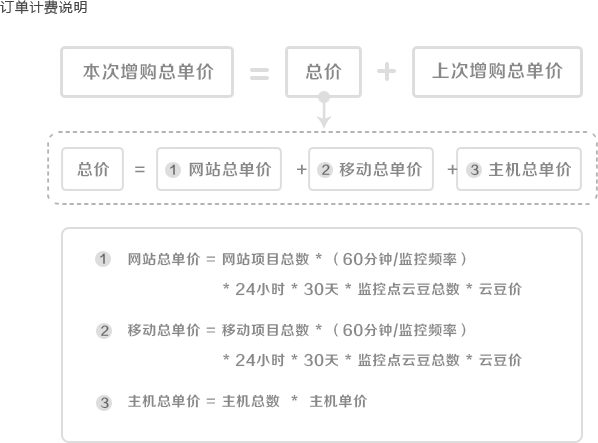 订单计费说明
本次增购总单价 = 总价 + 上次增购总单价
总价 = 1 网站总单价 + 2 移动总单价 + 3 主机总单价
1 网站总单价 = 网站项目总数 * （60分钟/监控频率）
* 24小时 * 30天 * 监控点云豆总数 * 云豆价
2 移动总单价 = 移动项目总数 * （60分钟/监控频率）
* 24小时 * 30天 * 监控点云豆总数 * 云豆价
3 主机总单价 = 主机总数 * 主机单价